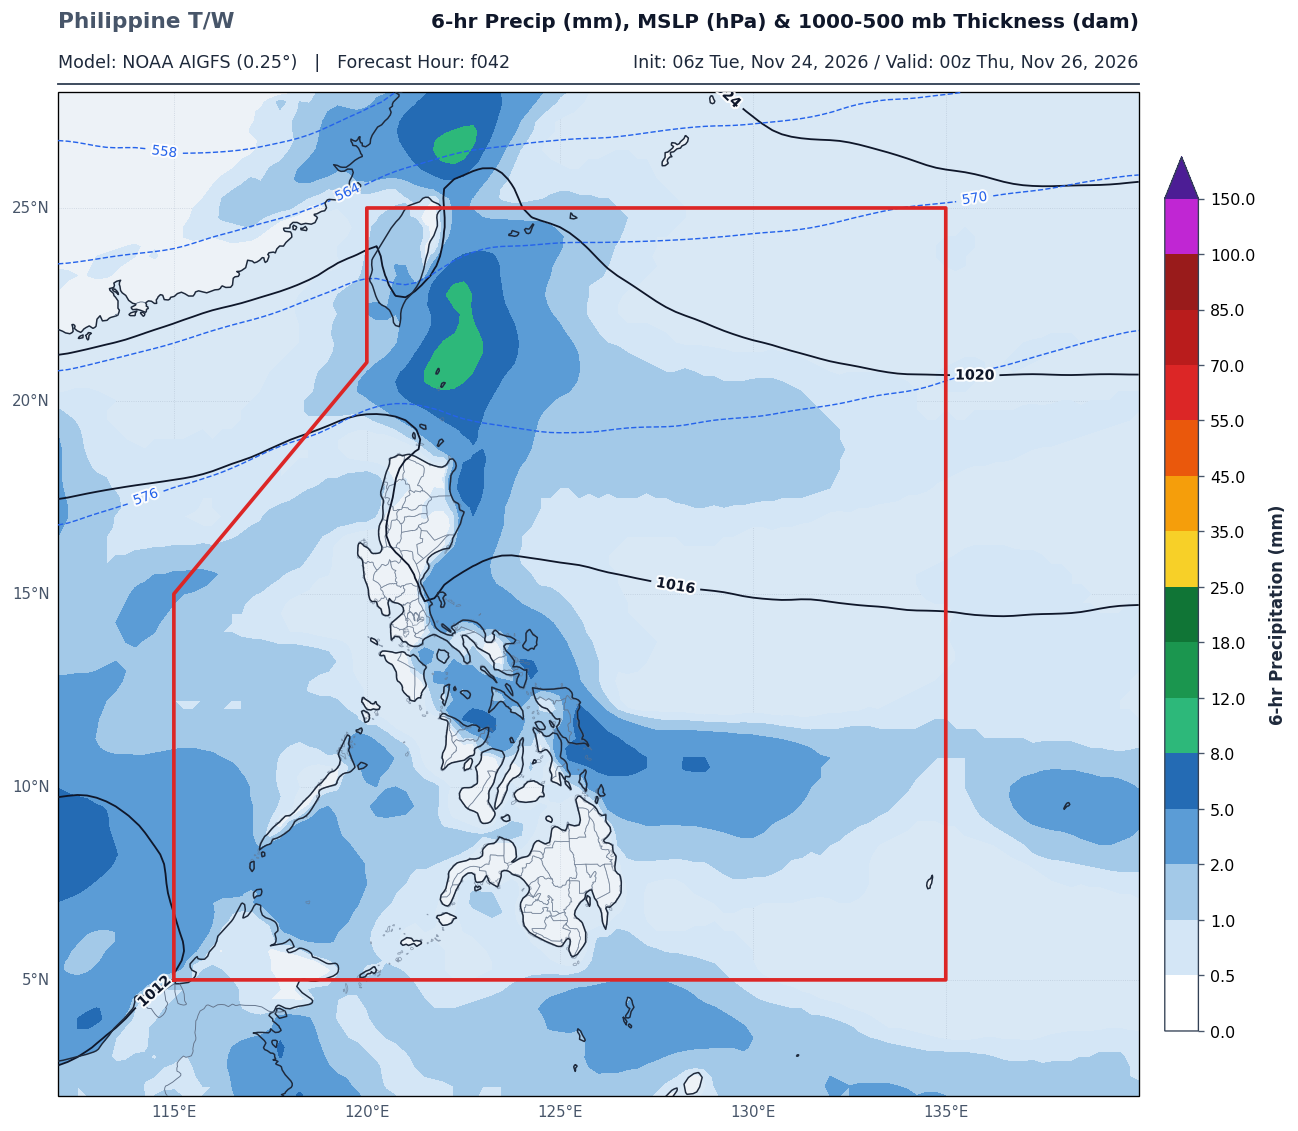 Philippine T/W
6-hr Precip (mm), MSLP (hPa) & 1000-500 mb Thickness (dam)
Model: NOAA AIGFS (0.25°) | Forecast Hour: f042
Init: 06z Tue, Nov 24, 2026 / Valid: 00z Thu, Nov 26, 2026
24
558
564
570
25°N
1020
20°N
576
1016
15°N
10°N
1012
5°N
115°E
120°E
125°E
130°E
135°E
150.0
100.0
85.0
70.0
55.0
45.0
35.0
25.0
18.0
12.0
8.0
5.0
2.0
1.0
0.5
0.0
6-hr Precipitation (mm)